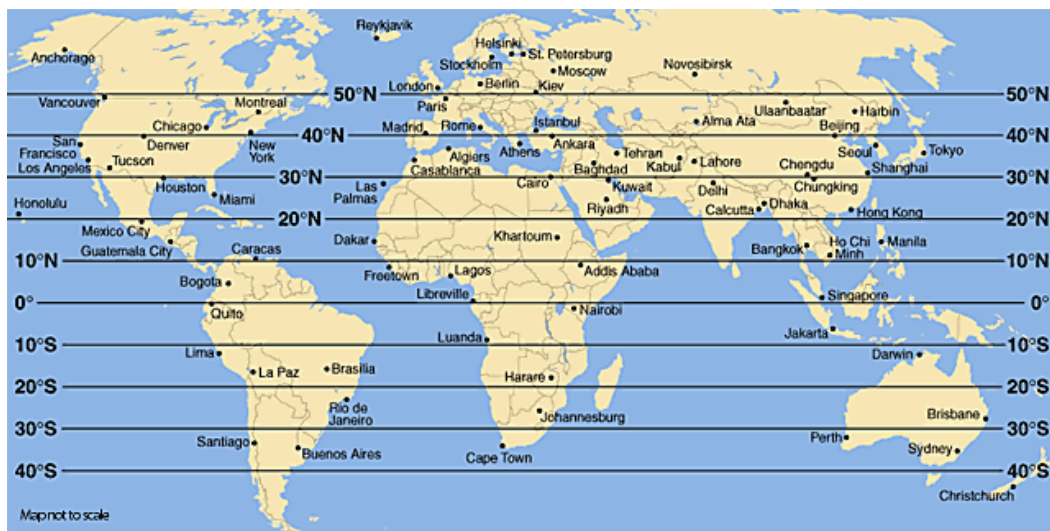 Reykjavik
Helsinki
St. Petersburg
Anchorage
Stockholm
Moscow
Novosibirsk
London
Berlin
Kiev
Vancouver
Montreal
50°N
Paris
50°N
Ulaanbaatar
Harbin
Chicago
Madrid
Rome
Istanbul
Alma Ata
Beijing
40°N
40°N
San
Francisco
Denver
New
York
Algiers
Athens
Ankara
Tehran
Kabul
Lahore
Seoul
Tokyo
Los Angeles
Tucson
Casablanca
Baghdad
Chengdu
Shanghai
30°N
30°N
Houston
Miami
Las
Palmas
Cairo
Kuwait
Delhi
Chungking
Honolulu
Riyadh
Calcutta
Dhaka
Hong Kong
20°N
20°N
Mexico City
Guatemala City
Caracas
Dakar
Khartoum
Bangkok
Ho Chi
Minh
Manila
10°N
10°N
Bogota
Freetown
Lagos
Addis Ababa
Libreville
Singapore
0°
0°
Quito
Nairobi
Luanda
Jakarta
10°S
10°S
Lima
Darwin
La Paz
Brasilia
Harare
20°S
20°S
Rio de
Janeiro
Johannesburg
Brisbane
30°S
30°S
Santiago
Buenos Aires
Cape Town
Perth
Sydney
40°S
40°S
Christchurch
Map not to scale